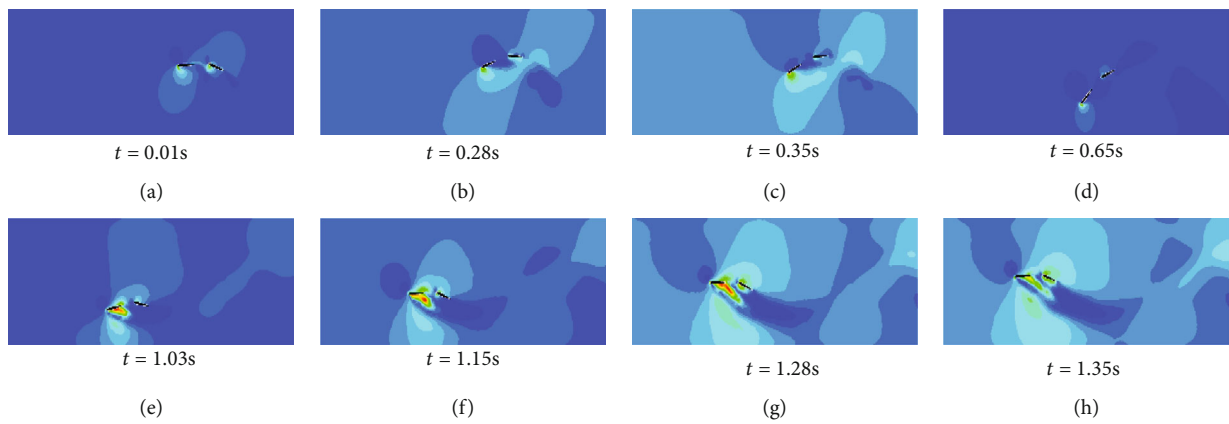 t = 0.01s
t = 0.28s
t = 0.35s
t = 0.65s
(a)
(b)
(c)
(d)
t = 1.03s
t = 1.15s
t = 1.28s
t = 1.35s
(e)
(f)
(g)
(h)